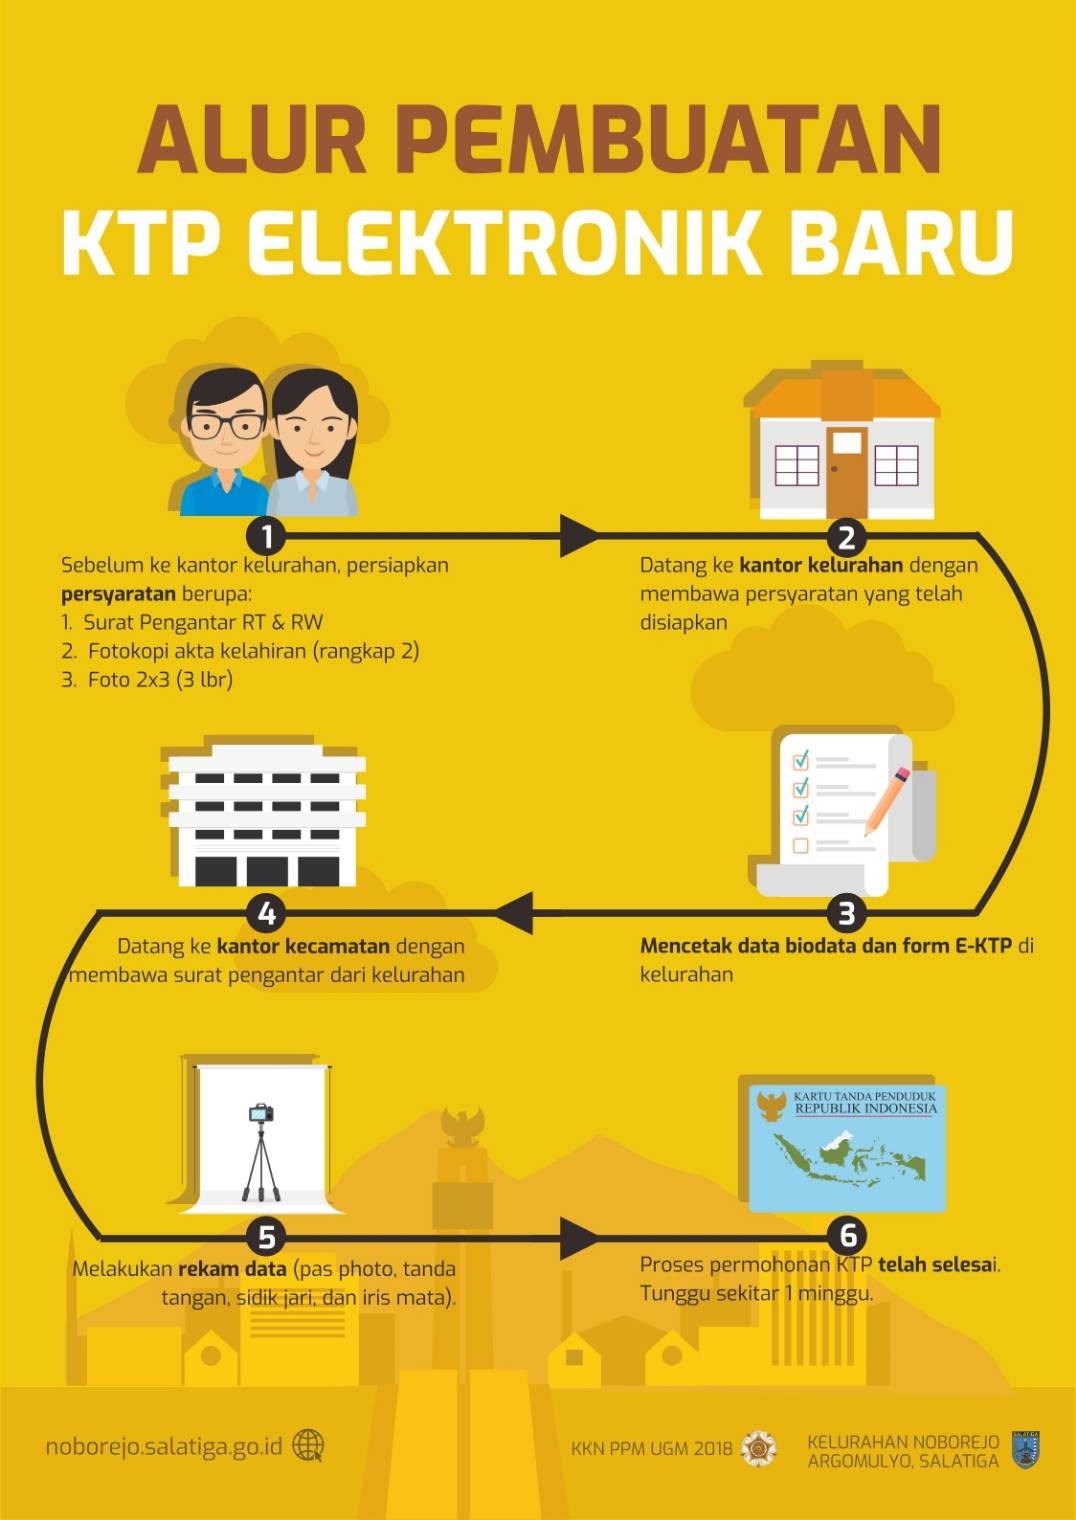 ALUR PEMBUATAN
KTP ELEKTRONIK BARU
1
Sebelum ke kantor kelurahan, persiapkan
persyaratan berupa:
1. Surat Pengantar RT & RW
2. Fotokopi akta kelahiran (rangkap 2)
3. Foto 2x3 (3 lbr)
2
Datang ke kantor kelurahan dengan
membawa persyaratan yang telah
disiapkan
3
Mencetak data biodata dan form E-KTP di
kelurahan
4
Datang ke kantor kecamatan dengan
membawa surat pengantar dari kelurahan
5
Melakukan rekam data (pas photo, tanda
tangan, sidik jari, dan iris mata).
KARTU TANDA PENDUDUK
REPUBLIK INDONESIA
6
Proses permohonan KTP telah selesai.
Tunggu sekitar 1 minggu.
noborejo.salatiga.go.id
KKN PPM UGM 2018
KELURAHAN NOBOREJO
ARGOMULYO, SALATIGA
SALATIGA